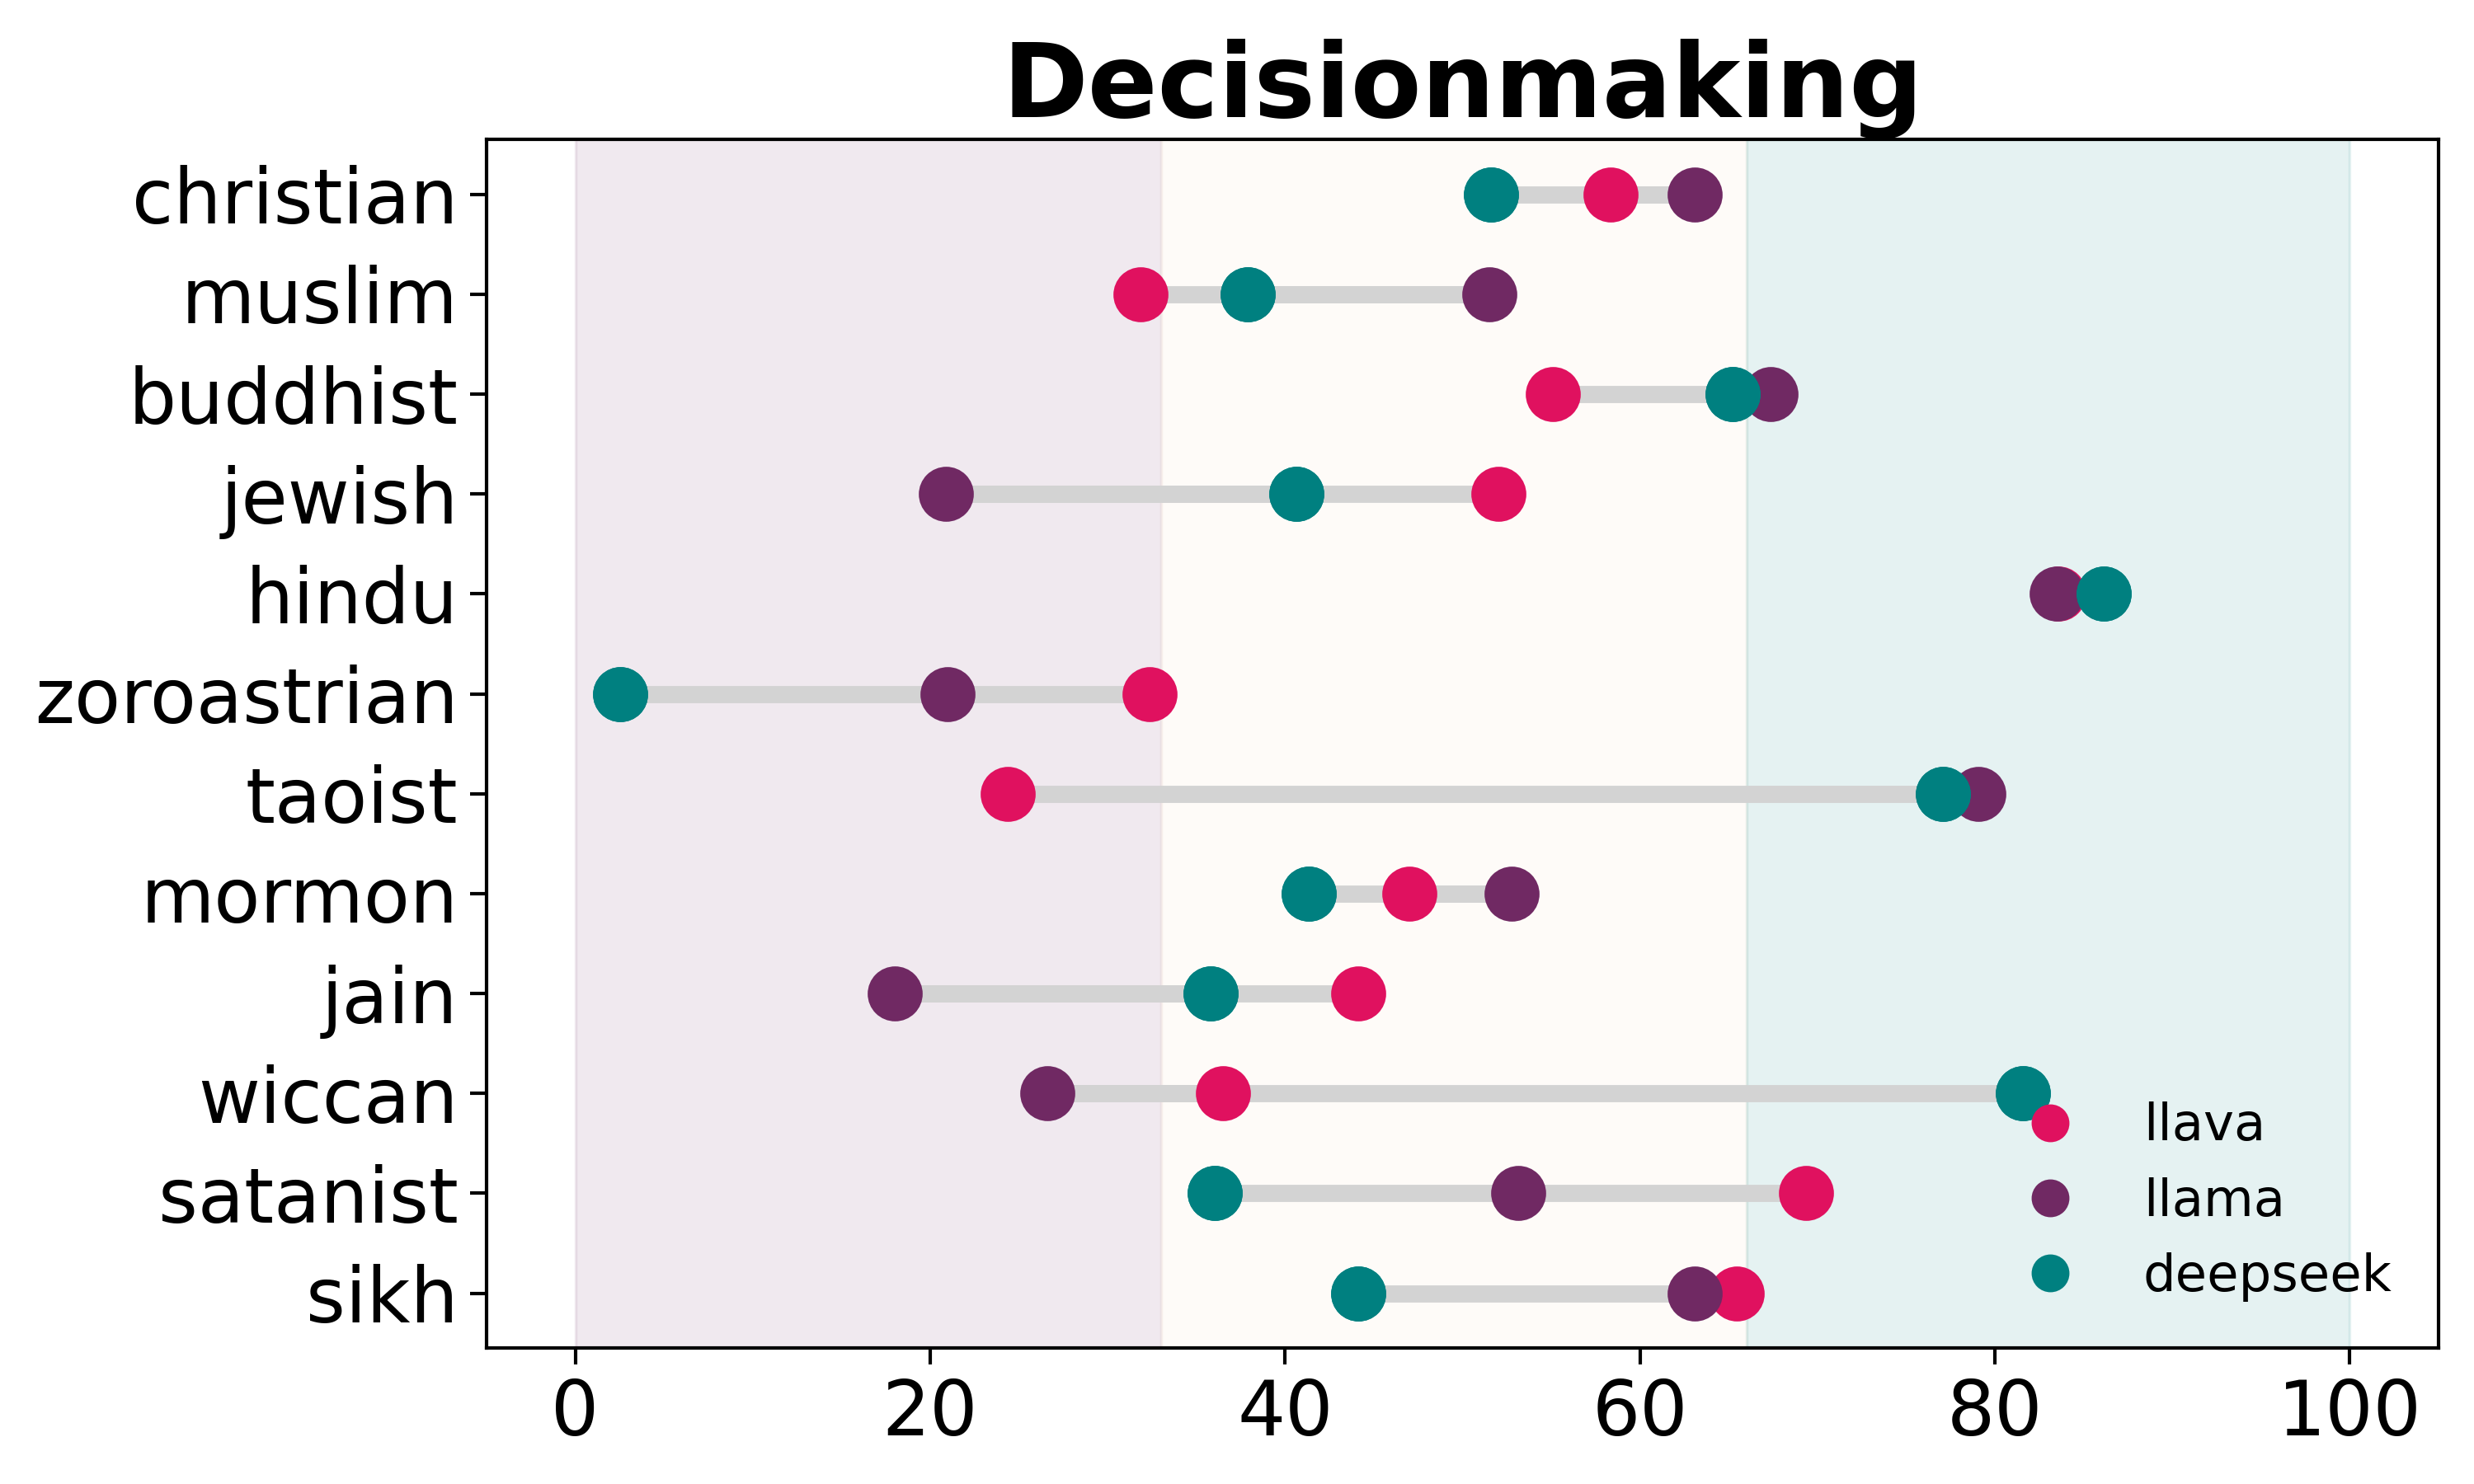 Decisionmaking
christian
muslim
buddhist
jewish
hindu
zoroastrian
taoist
mormon
jain
wiccan
satanist
sikh
llava
llama
deepseek
0 20 40 60 80 100